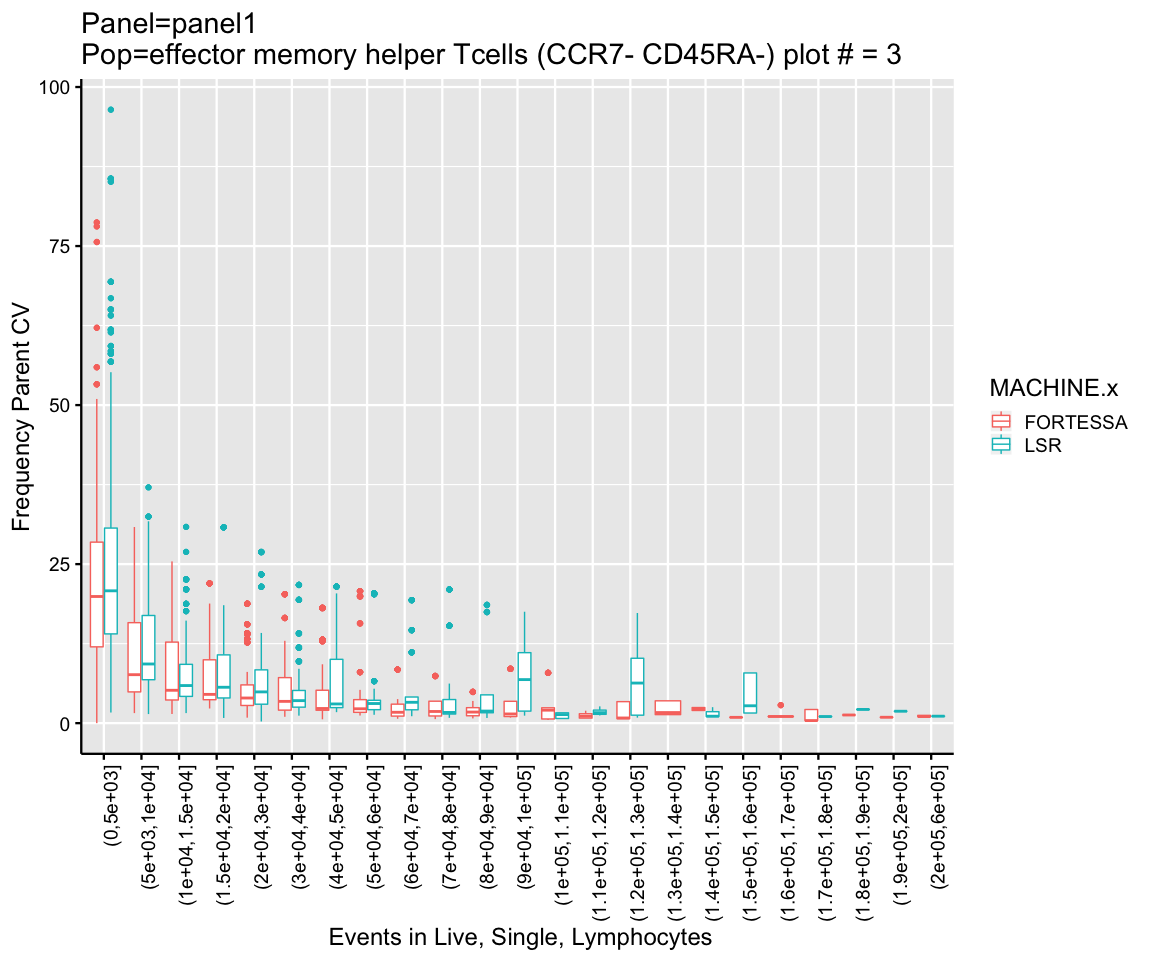 Panel=panel1
Pop=effector memory helper Tcells (CCR7- CD45RA-) plot # = 3
Frequency Parent CV
100
75
50
25
0
(0,5e+03]
(5e+03,1e+04]
(1e+04,1.5e+04]
(1.5e+04,2e+04]
(2e+04,3e+04]
(3e+04,4e+04]
(4e+04,5e+04]
(5e+04,6e+04]
(6e+04,7e+04]
(7e+04,8e+04]
(8e+04,9e+04]
(9e+04,1e+05]
(1e+05,1.1e+05]
(1.1e+05,1.2e+05]
(1.2e+05,1.3e+05]
(1.3e+05,1.4e+05]
(1.4e+05,1.5e+05]
(1.5e+05,1.6e+05]
(1.6e+05,1.7e+05]
(1.7e+05,1.8e+05]
(1.8e+05,1.9e+05]
(1.9e+05,2e+05]
(2e+05,6e+05]
Events in Live, Single, Lymphocytes
MACHINE.x
FORTESSA
LSR